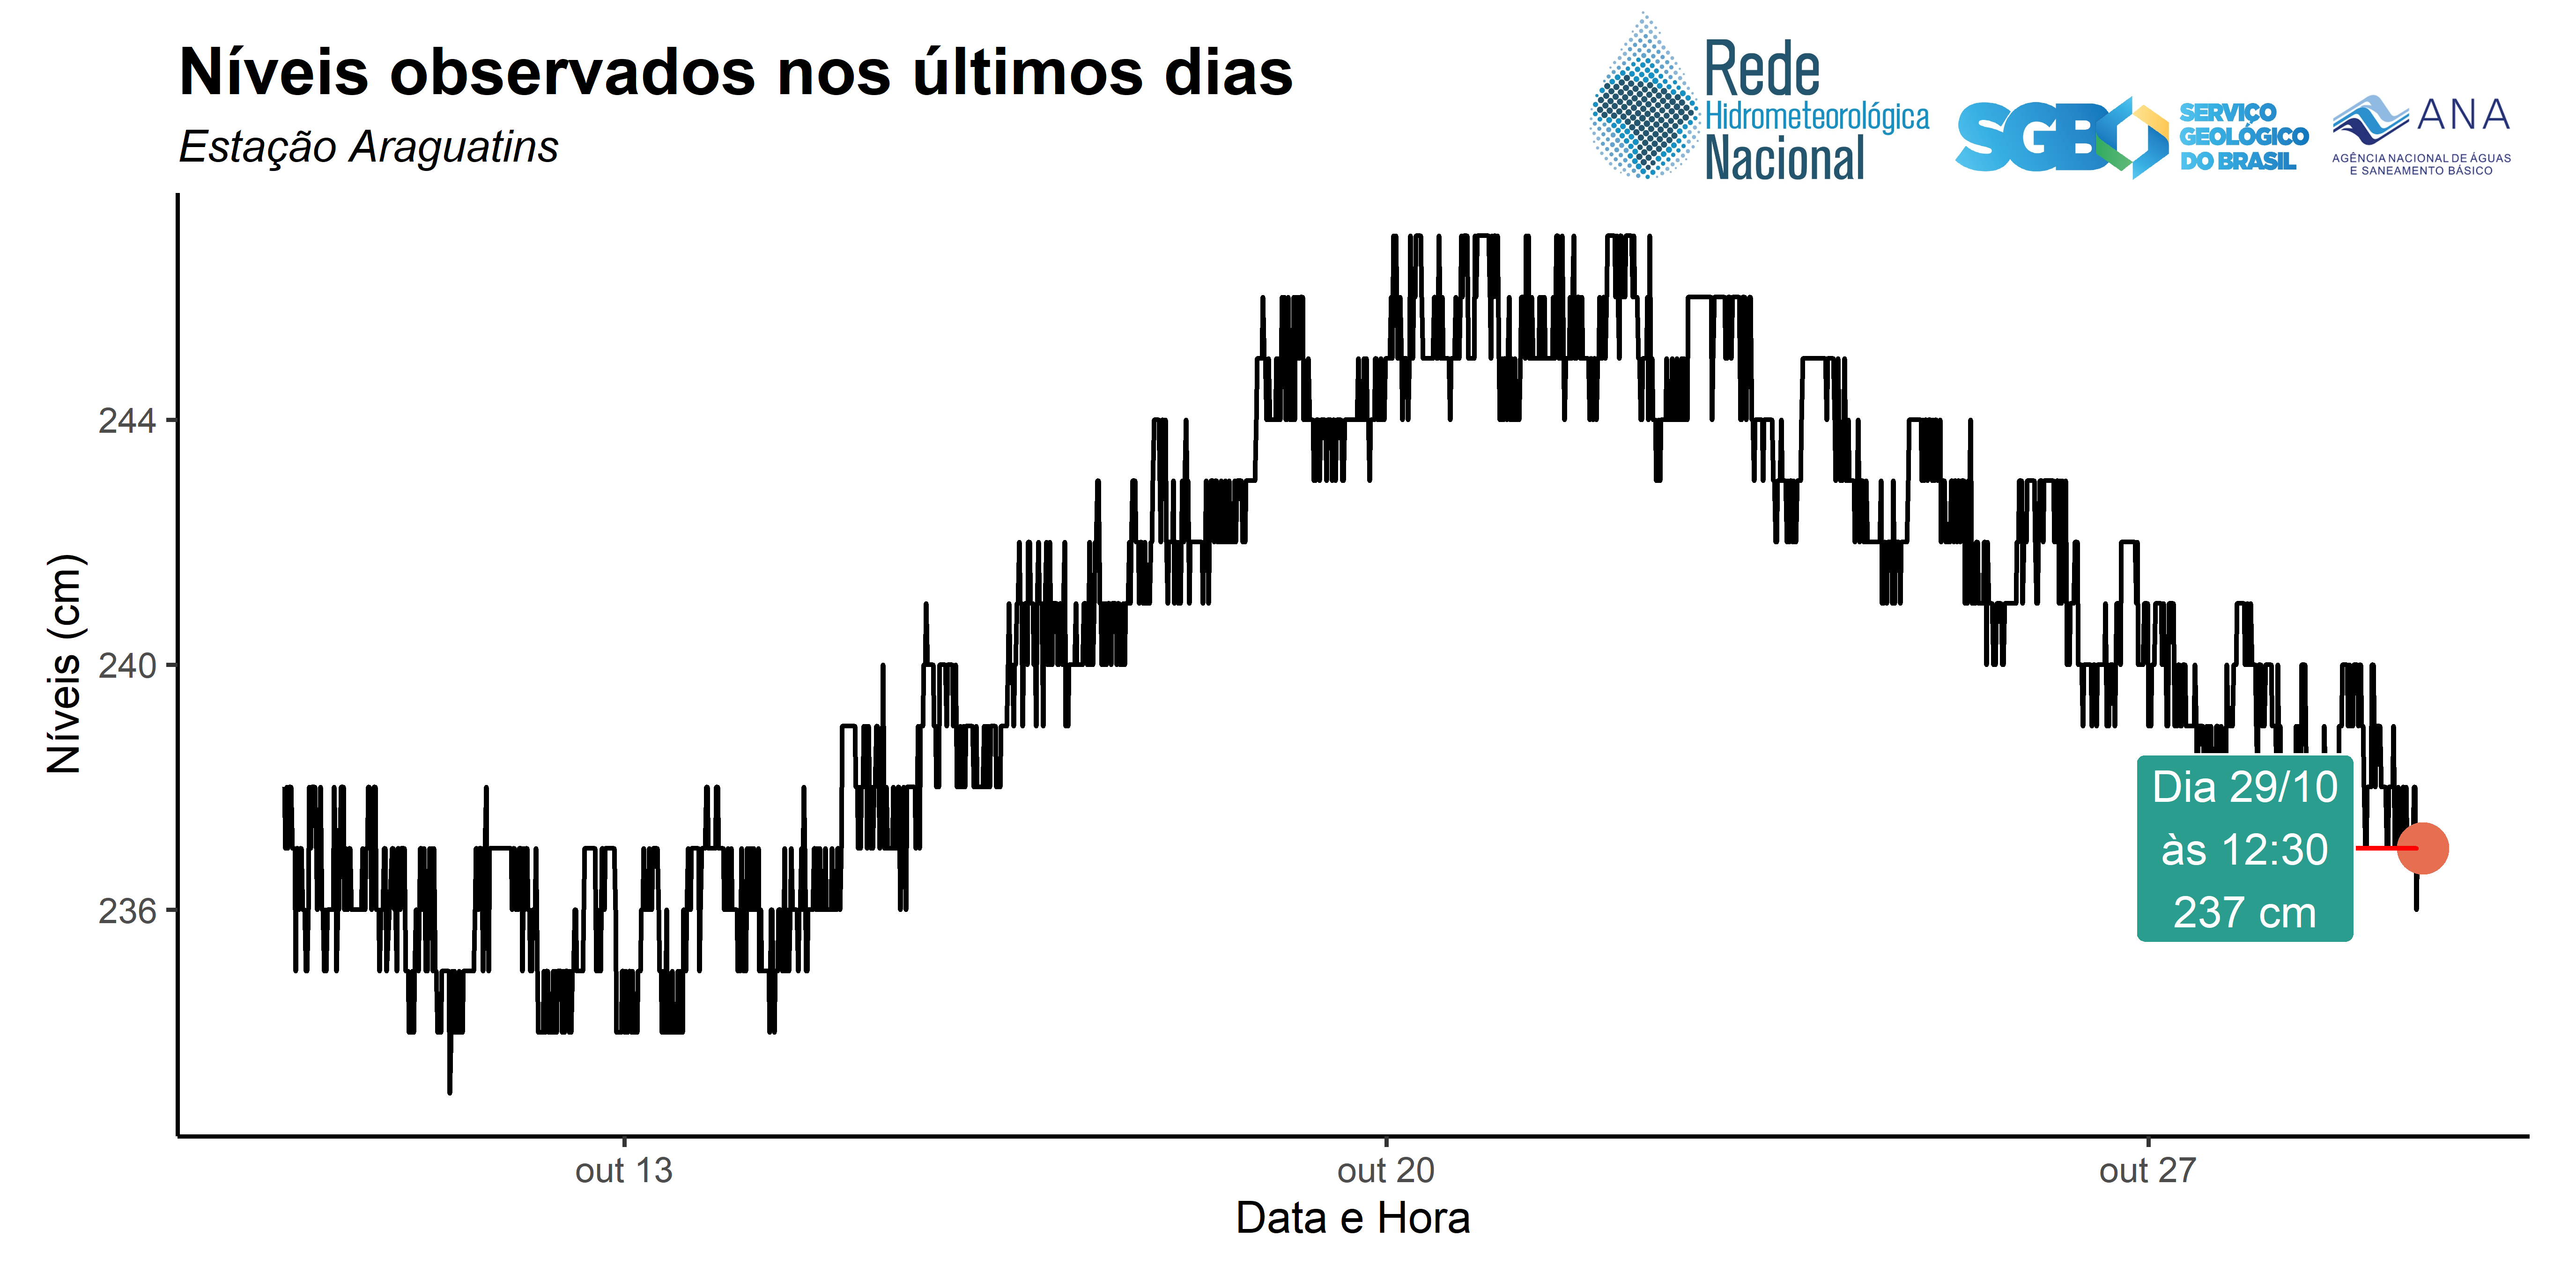 Níveis observados nos últimos dias
Estação Araguatins
Rede
Hidrometeorológica
Nacional
SGB
SERVIÇO
GEOLÓGICO
DO BRASIL
ANA
AGÊNCIA NACIONAL DE ÁGUAS
E SANEAMENTO BÁSICO
Níveis (cm)
244
240
236
Dia 29/10
às 12:30
237 cm
out 13
out 20
out 27
Data e Hora